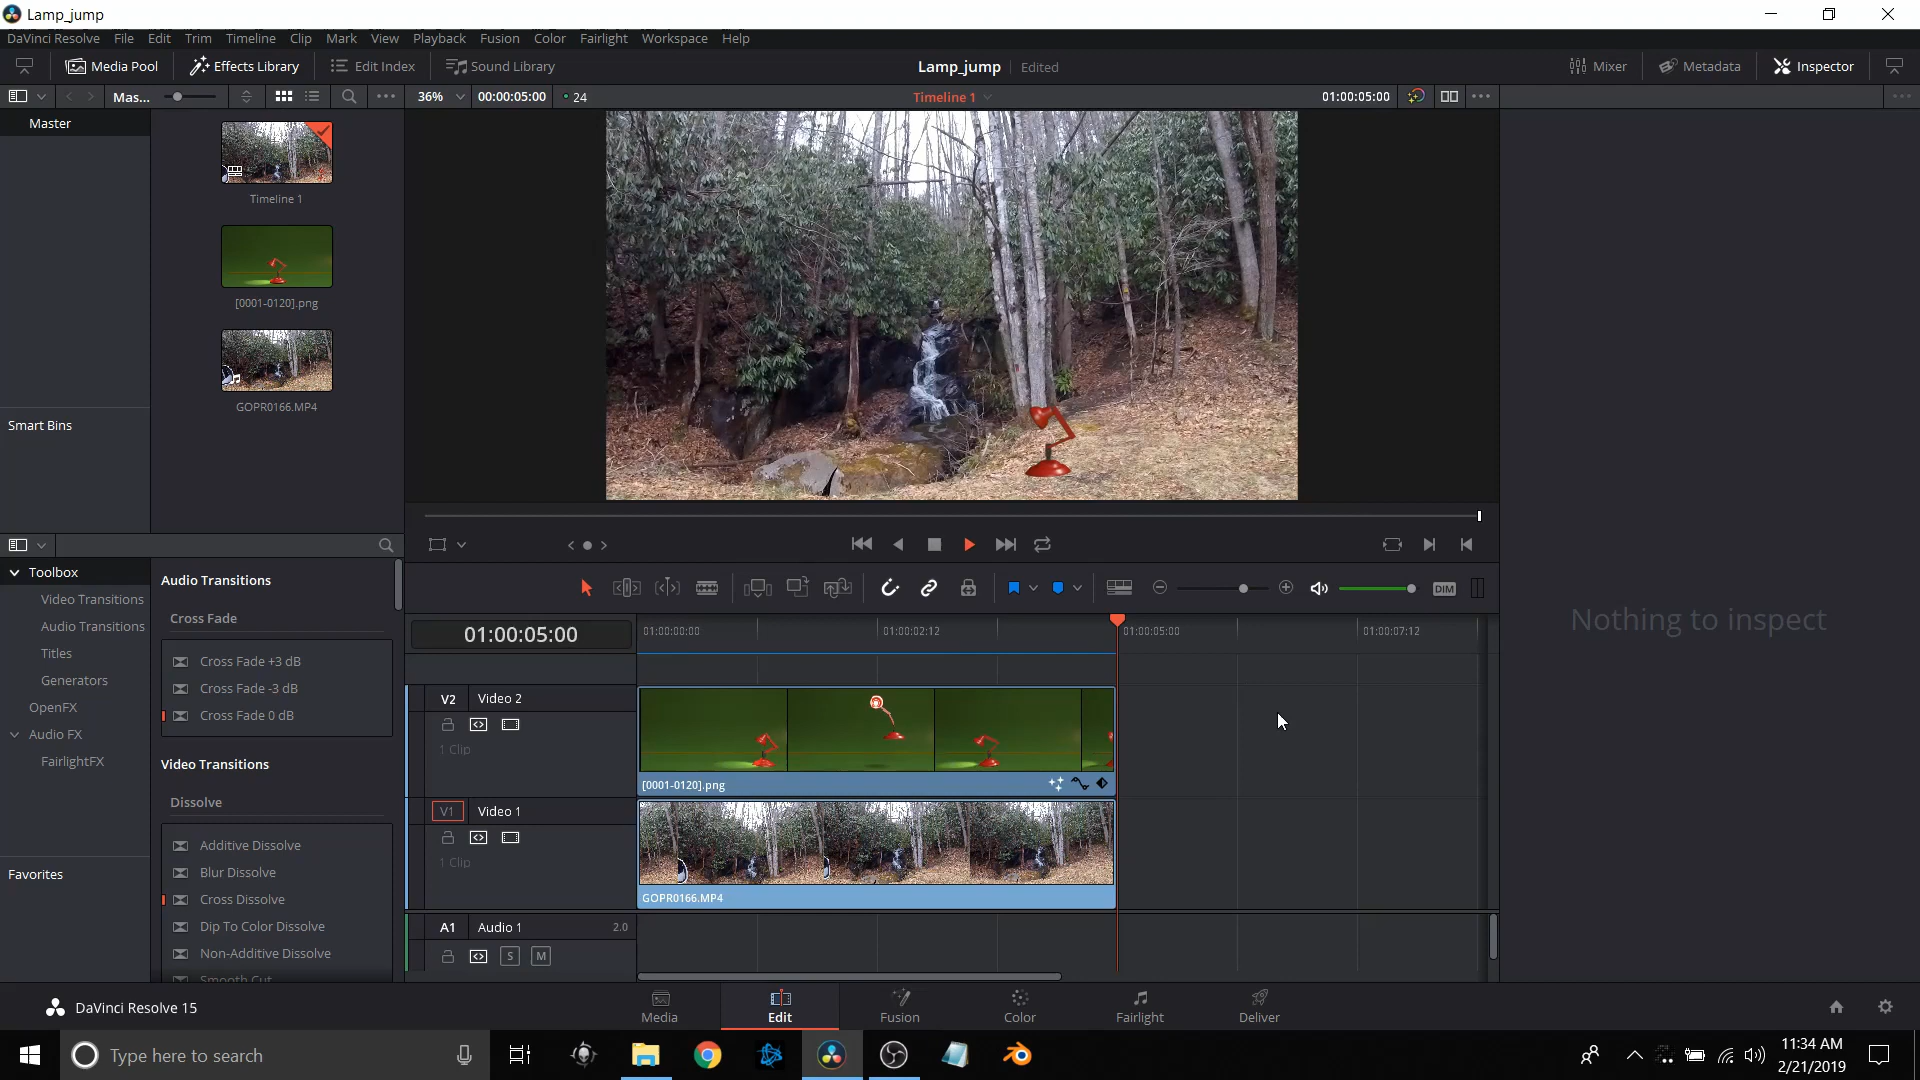 Lamp_jump
DaVinci Resolve File Edit Trim Timeline Clip Mark View Playback Fusion Color Fairlight Workspace Help
Media Pool Effects Library Edit Index Sound Library Lamp_jump Edited Mixer Metadata Inspector
Mas... 36% 00:00:05:00 24 Timeline 1 01:00:05:00
Master
Timeline 1
[0001-0120].png
GOPR0166.MP4
Smart Bins
Toolbox
Video Transitions
Audio Transitions
Titles
Generators
OpenFX
Audio FX
FairlightFX
Favorites
Audio Transitions
Cross Fade
Cross Fade +3 dB
Cross Fade -3 dB
Cross Fade 0 dB
Video Transitions
Dissolve
Additive Dissolve
Blur Dissolve
Cross Dissolve
Dip To Color Dissolve
Non-Additive Dissolve
Smooth Cut
DIM
01:00:05:00 01:00:00:00 01:00:02:12 01:00:05:00 01:00:07:12
V2 Video 2
1 Clip
[0001-0120].png
V1 Video 1
1 Clip
GOPR0166.MP4
A1 Audio 1 2.0
S M
Nothing to inspect
DaVinci Resolve 15
Media Edit Fusion Color Fairlight Deliver
Type here to search
11:34 AM
2/21/2019